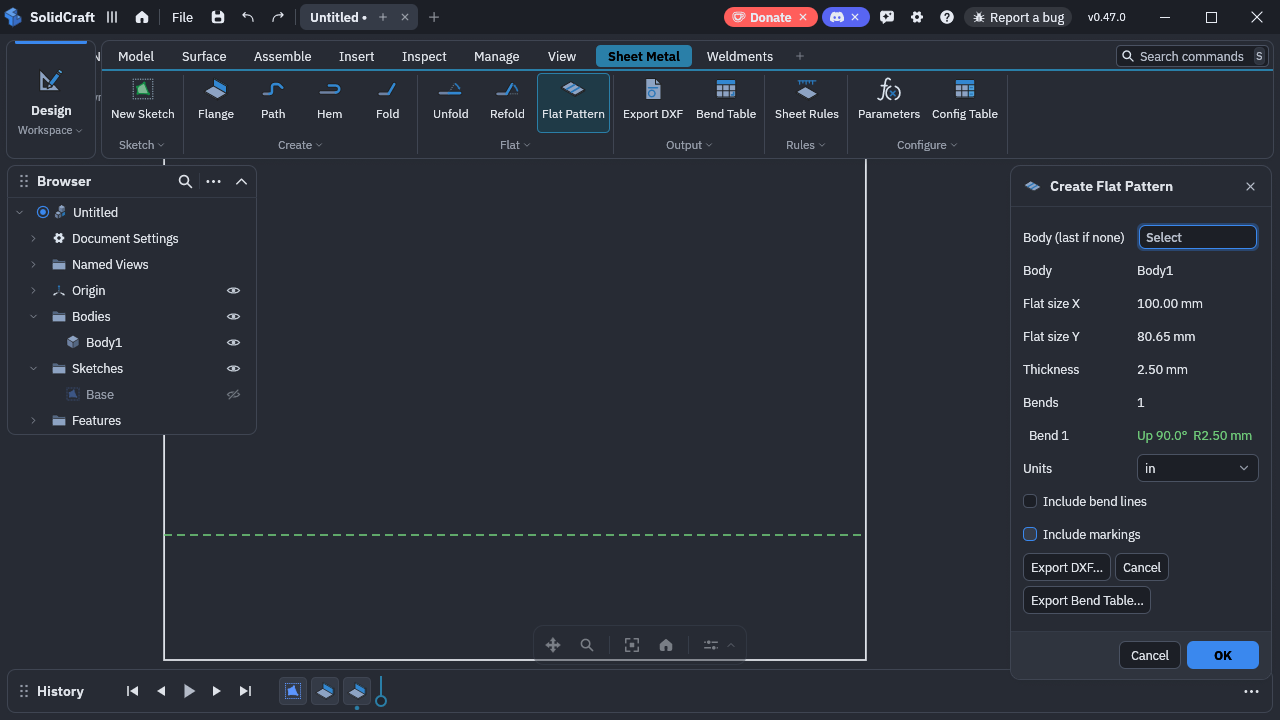 SolidCraft
File
Untitled •
Donate
Report a bug
v0.47.0
Design
Workspace
Model
Surface
Assemble
Insert
Inspect
Manage
View
Sheet Metal
Weldments
Search commands
S
New Sketch
Flange
Path
Hem
Fold
Unfold
Refold
Flat Pattern
Export DXF
Bend Table
Sheet Rules
Parameters
Config Table
Sketch
Create
Flat
Output
Rules
Configure
Browser
Untitled
Document Settings
Named Views
Origin
Bodies
Body1
Sketches
Base
Features
Create Flat Pattern
Body (last if none) Select
Body Body1
Flat size X 100.00 mm
Flat size Y 80.65 mm
Thickness 2.50 mm
Bends 1
Bend 1 Up 90.0° R2.50 mm
Units in
Include bend lines
Include markings
Export DXF... Cancel
Export Bend Table...
Cancel OK
History